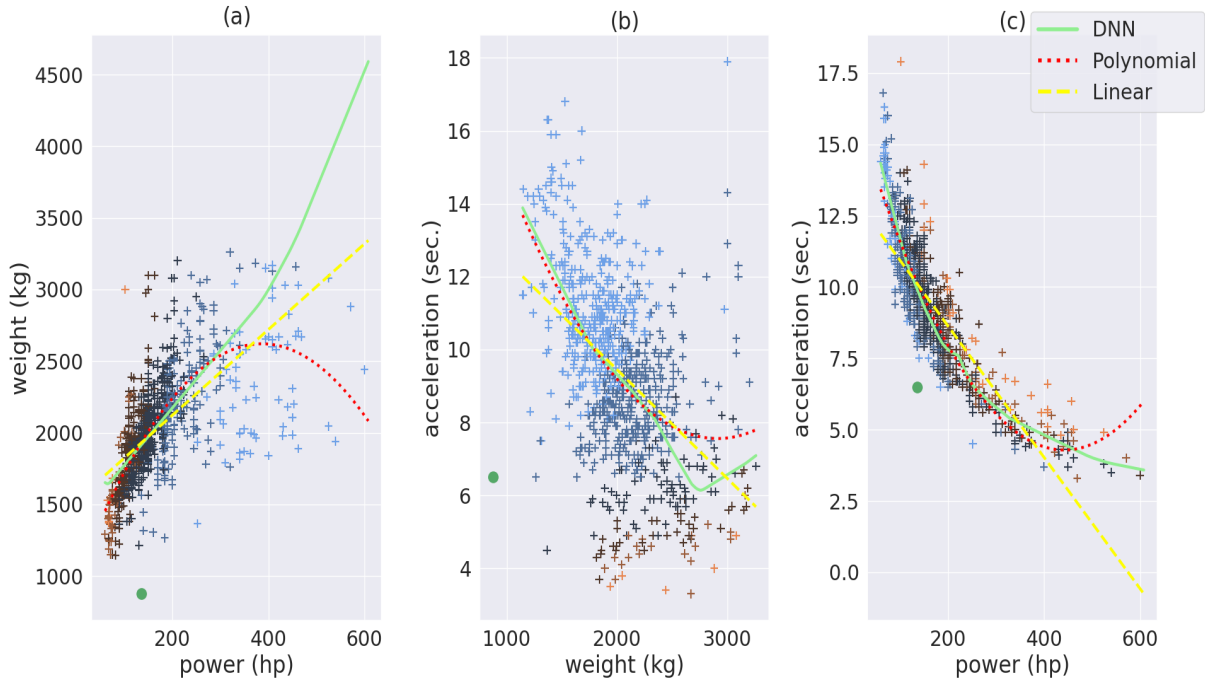 (a)
(b)
(c)
DNN
Polynomial
Linear
4500
4000
3500
3000
2500
2000
1500
1000
weight (kg)
200
400
600
power (hp)
18
16
14
12
10
8
6
4
acceleration (sec.)
1000
2000
3000
weight (kg)
17.5
15.0
12.5
10.0
7.5
5.0
2.5
0.0
acceleration (sec.)
200
400
600
power (hp)